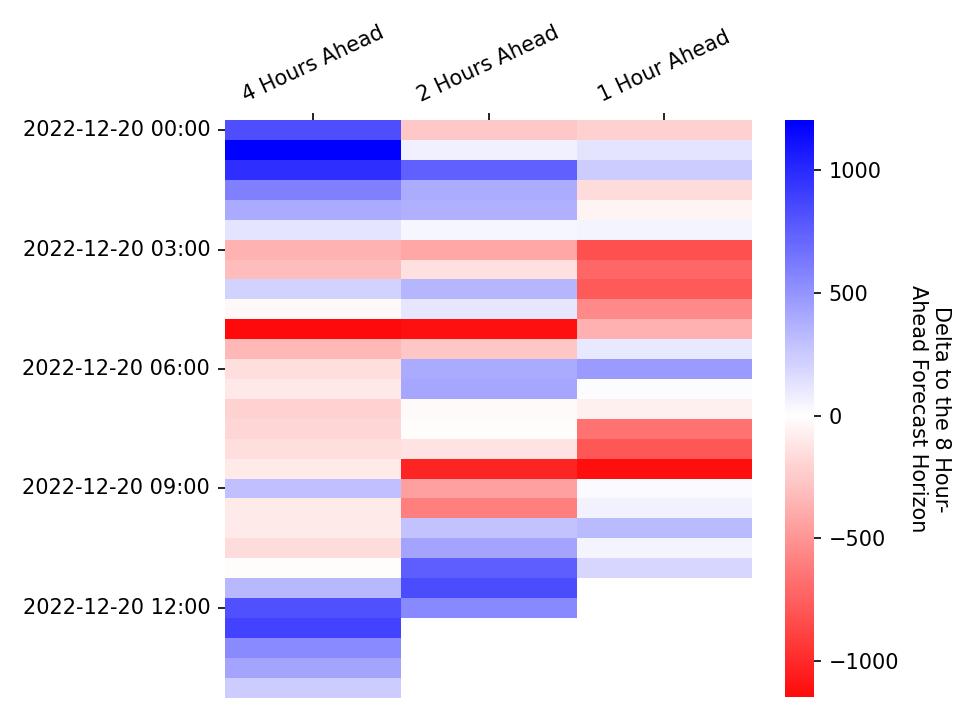 4 Hours Ahead
2 Hours Ahead
1 Hour Ahead
2022-12-20 00:00
2022-12-20 03:00
2022-12-20 06:00
2022-12-20 09:00
2022-12-20 12:00
1000
500
0
−500
−1000
Delta to the 8 Hour-
Ahead Forecast Horizon